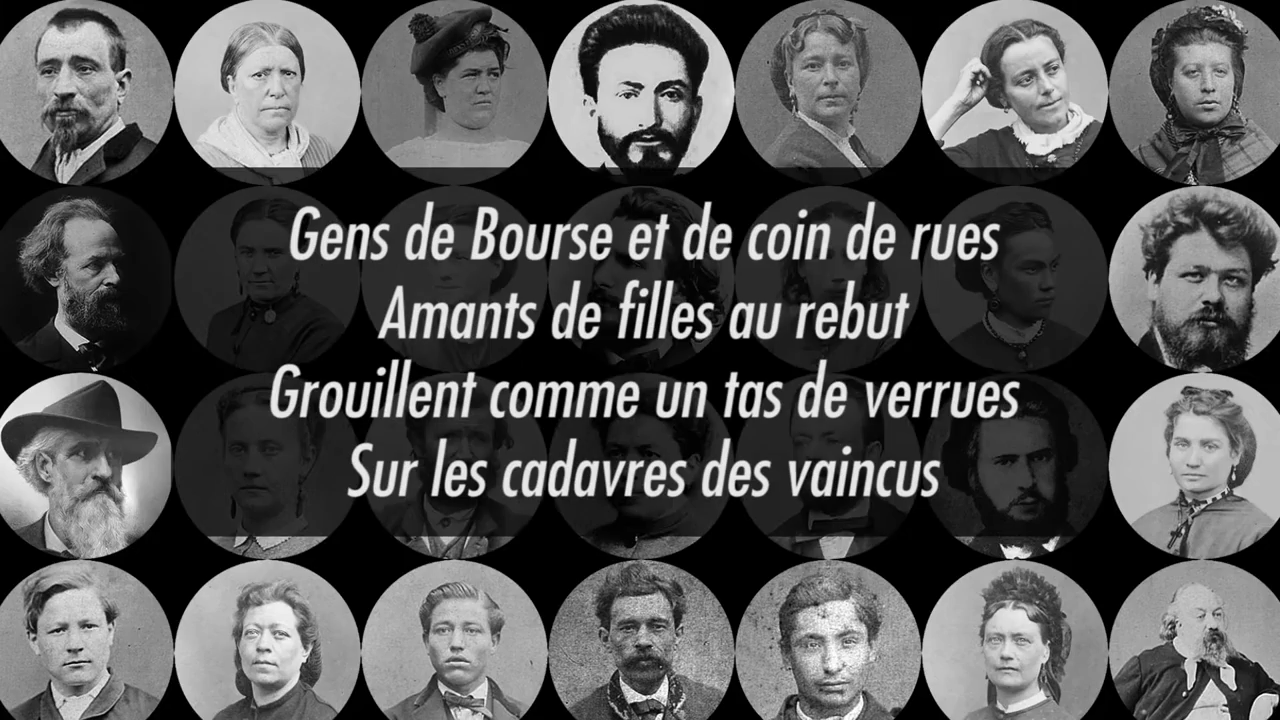 Gens de Bourse et de coin de rues
Amants de filles au rebut
Grouillent comme un tas de verrues
Sur les cadavres des vaincus